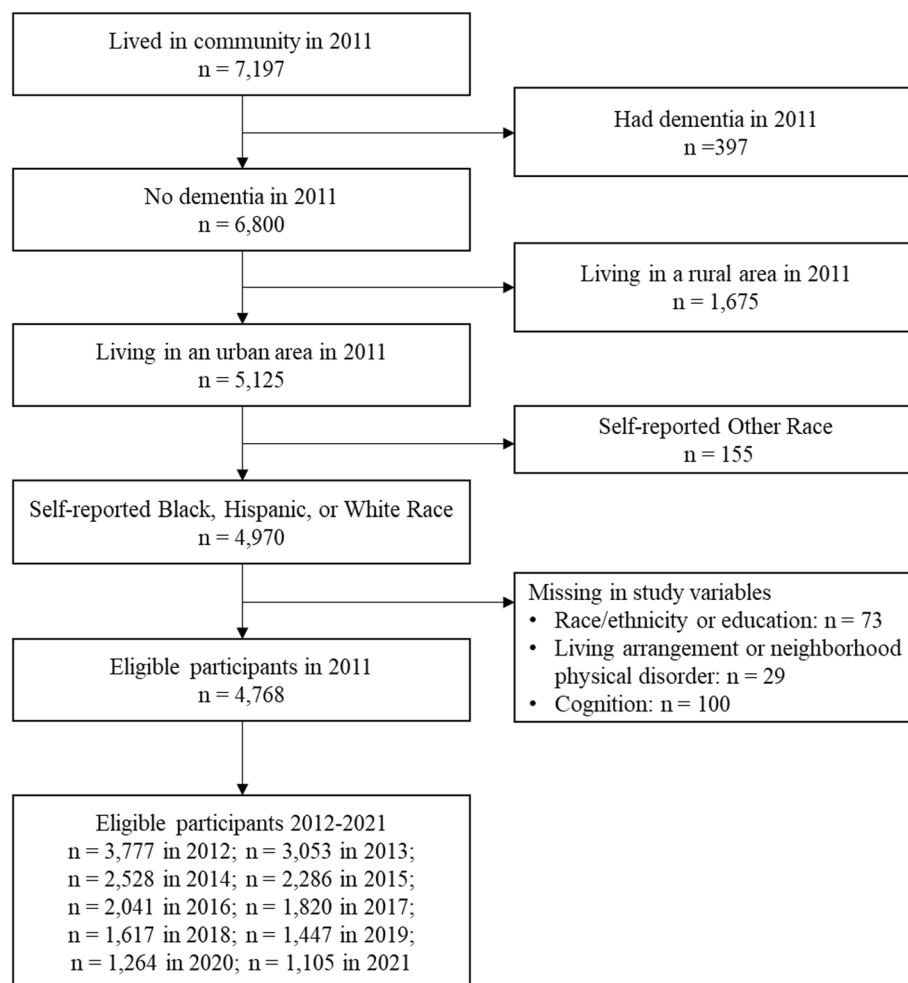 Lived in community in 2011
n = 7,197
Had dementia in 2011
n =397
No dementia in 2011
n = 6,800
Living in a rural area in 2011
n = 1,675
Living in an urban area in 2011
n = 5,125
Self-reported Other Race
n = 155
Self-reported Black, Hispanic, or White Race
n = 4,970
Missing in study variables
• Race/ethnicity or education: n = 73
• Living arrangement or neighborhood
physical disorder: n = 29
• Cognition: n = 100
Eligible participants in 2011
n = 4,768
Eligible participants 2012-2021
n = 3,777 in 2012; n = 3,053 in 2013;
n = 2,528 in 2014; n = 2,286 in 2015;
n = 2,041 in 2016; n = 1,820 in 2017;
n = 1,617 in 2018; n = 1,447 in 2019;
n = 1,264 in 2020; n = 1,105 in 2021